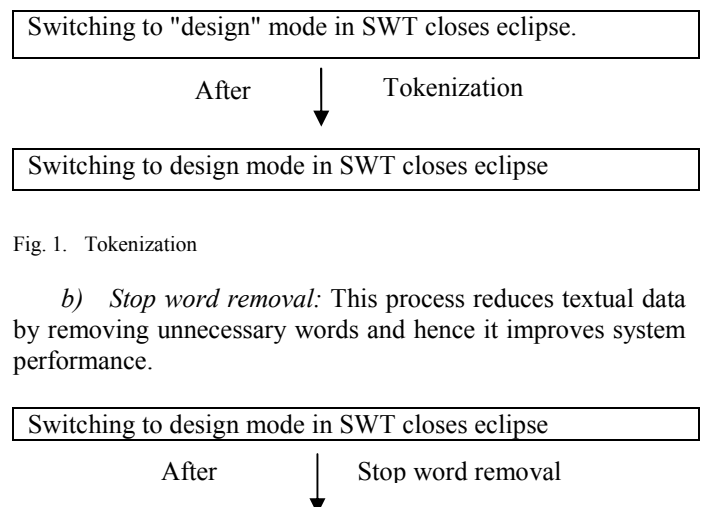 Switching to "design" mode in SWT closes eclipse.
After Tokenization
Switching to design mode in SWT closes eclipse
Fig. 1. Tokenization
b) Stop word removal: This process reduces textual data
by removing unnecessary words and hence it improves system
performance.
Switching to design mode in SWT closes eclipse
After Stop word removal